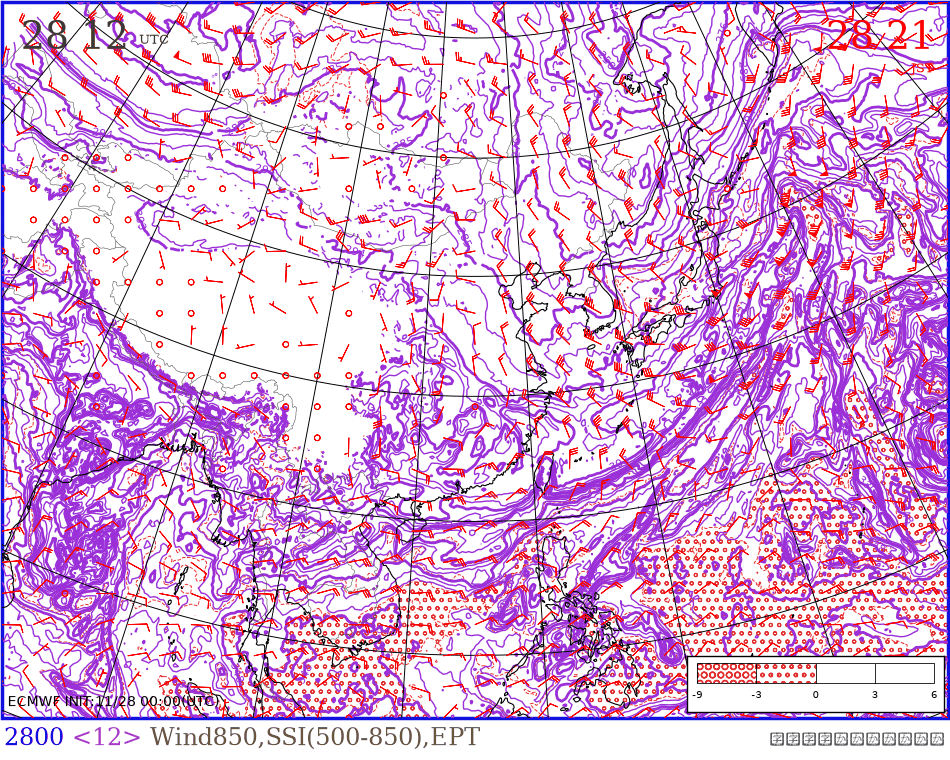 28 12 UTC
28 21
JST
ECMWF INIT:11/28 00:00(UTC)
-9 -3 0 3 6
2800 <12> Wind850,SSI(500-850),EPT